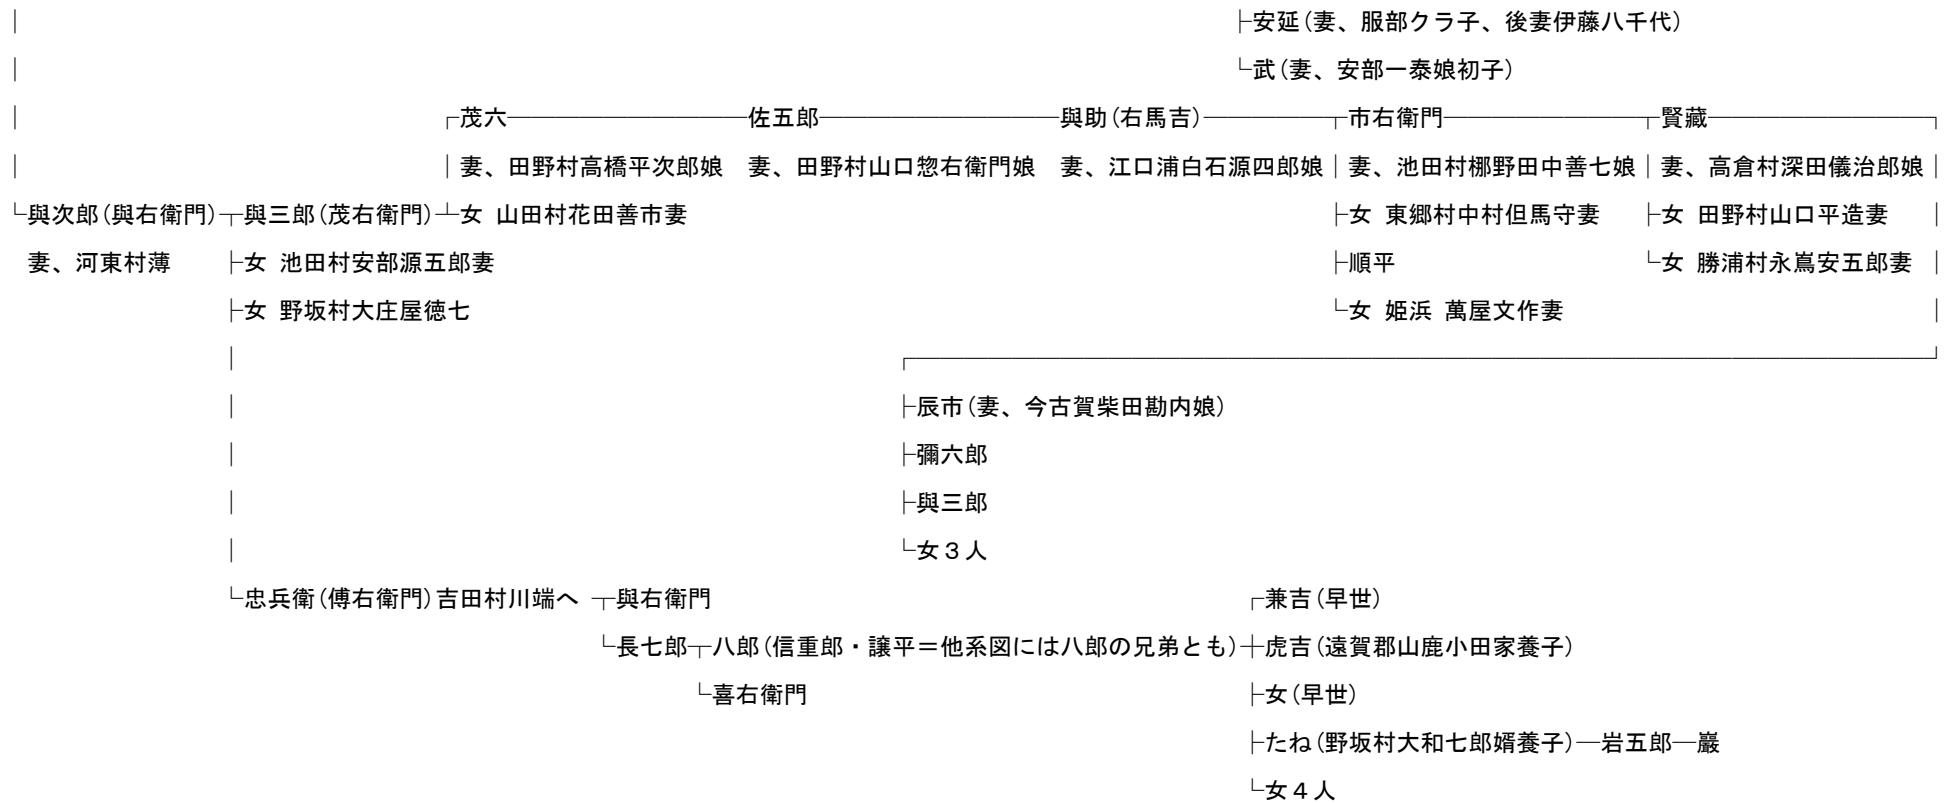 ├安延(妻、服部クラ子、後妻伊藤八千代)
└武(妻、安部一泰娘初子)
┌茂六――――佐五郎――――與助(右馬吉)――┬市右衛門――――┬賢藏――――┐
妻、田野村高橋平次郎娘 妻、田野村山口惣右衛門娘 妻、江口浦白石源四郎娘│妻、池田村梛野田中善七娘│妻、高倉村深田儀治郎娘│
└與次郎(與右衛門)┬與三郎(茂右衛門)┴女 山田村花田善市妻 ├女 東郷村中村但馬守妻 ├女 田野村山口平造妻
妻、河東村薄 ├女 池田村安部源五郎妻 ├順平 └女 勝浦村永嶌安五郎妻
├女 野坂村大庄屋徳七 └女 姫浜 萬屋文作妻
├辰市(妻、今古賀柴田勘内娘)
├彌六郎
├與三郎
└女3人
└忠兵衛(傅右衛門)吉田村川端へ ┬與右衛門 ┌兼吉(早世)
└長七郎┬八郎(信重郎・譲平=他系図には八郎の兄弟とも)┼虎吉(遠賀郡山鹿小田家養子)
└喜右衛門 ├女(早世)
├たね(野坂村大和七郎婿養子)―岩五郎―巖
└女4人